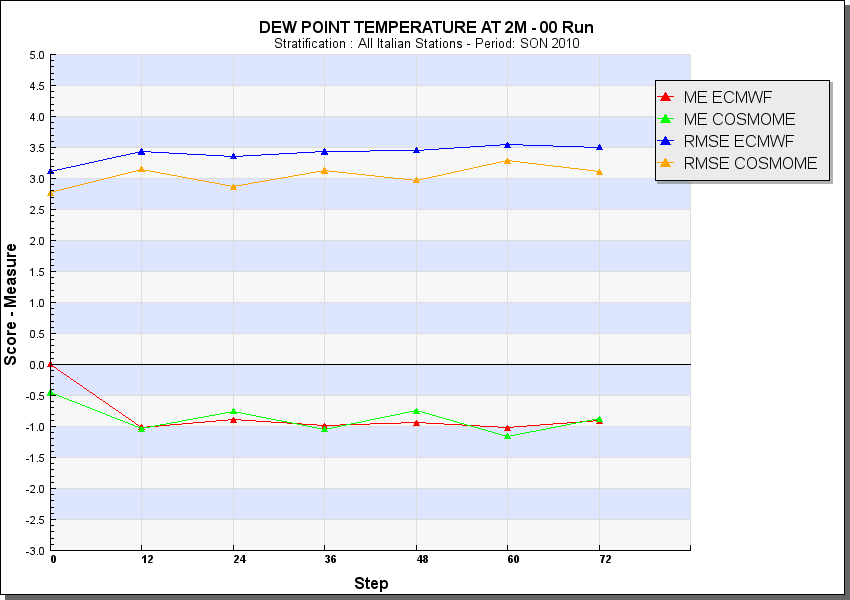 DEW POINT TEMPERATURE AT 2M - 00 Run
Stratification : All Italian Stations - Period: SON 2010
ME ECMWF
ME COSMOME
RMSE ECMWF
RMSE COSMOME
Score - Measure
5.0
4.5
4.0
3.5
3.0
2.5
2.0
1.5
1.0
0.5
0.0
-0.5
-1.0
-1.5
-2.0
-2.5
-3.0
0 12 24 36 48 60 72
Step